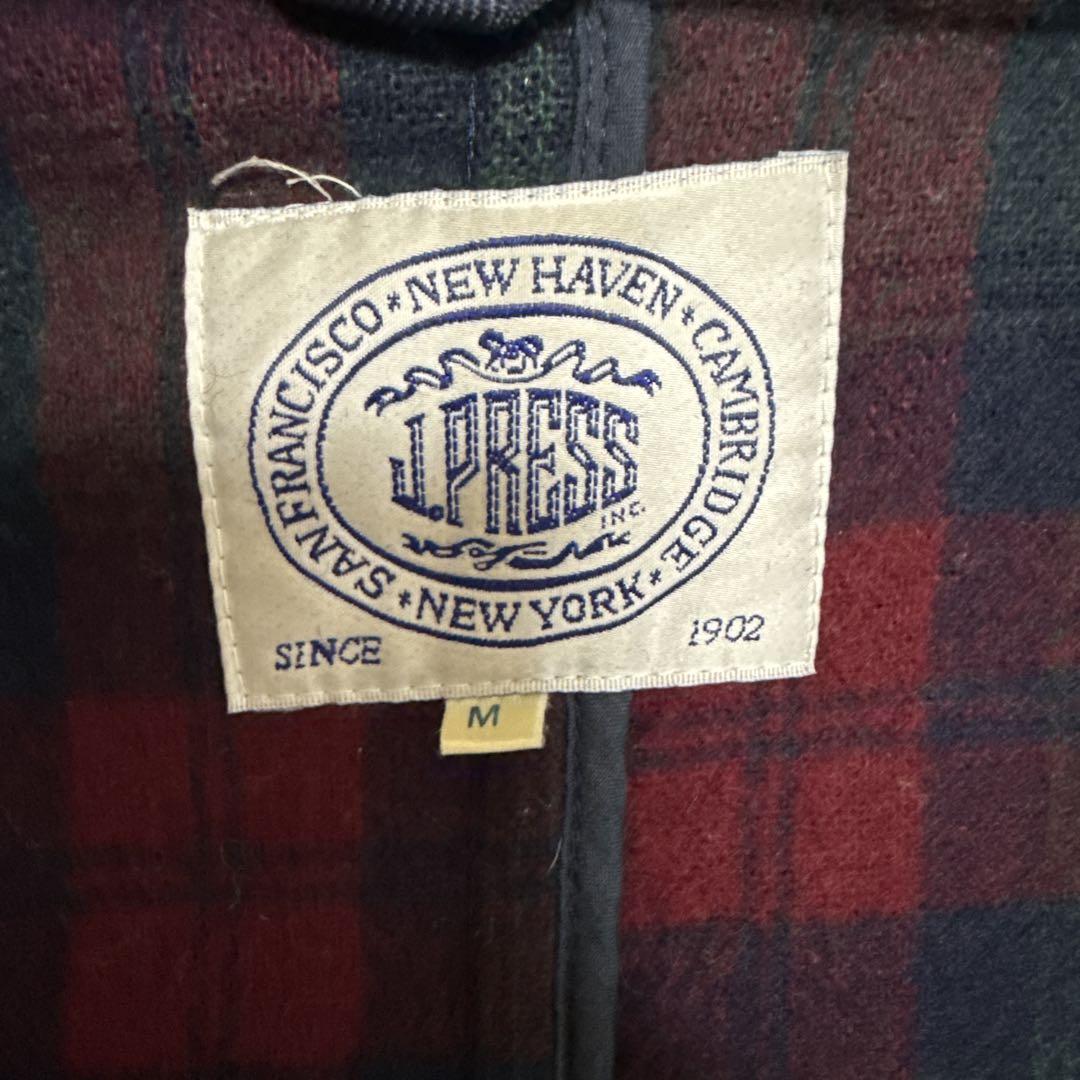 SAN FRANCISCO * NEW HAVEN * CAMBRIDGE * NEW YORK *
J.PRESS
INC.
SINCE 1902
M